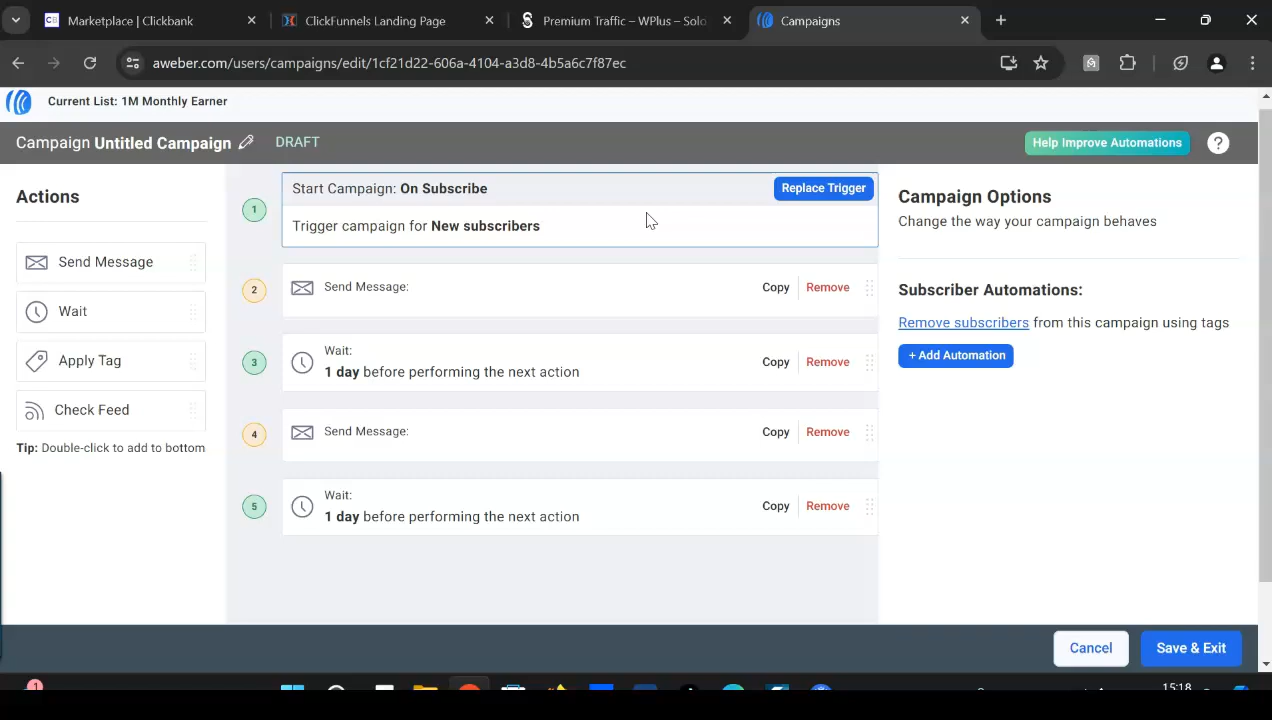 Marketplace | Clickbank
ClickFunnels Landing Page
Premium Traffic – WPlus – Solo
Campaigns
aweber.com/users/campaigns/edit/1cf21d22-606a-4104-a3d8-4b5a6c7f87ec
Current List: 1M Monthly Earner
Campaign Untitled Campaign
DRAFT
Help Improve Automations
?
Actions
Send Message
Wait
Apply Tag
Check Feed
Tip: Double-click to add to bottom
1
Start Campaign: On Subscribe
Replace Trigger
Trigger campaign for New subscribers
2
Send Message:
Copy
Remove
3
Wait:
1 day before performing the next action
Copy
Remove
4
Send Message:
Copy
Remove
5
Wait:
1 day before performing the next action
Copy
Remove
Campaign Options
Change the way your campaign behaves
Subscriber Automations:
Remove subscribers from this campaign using tags
+ Add Automation
Cancel
Save & Exit
1
15:18